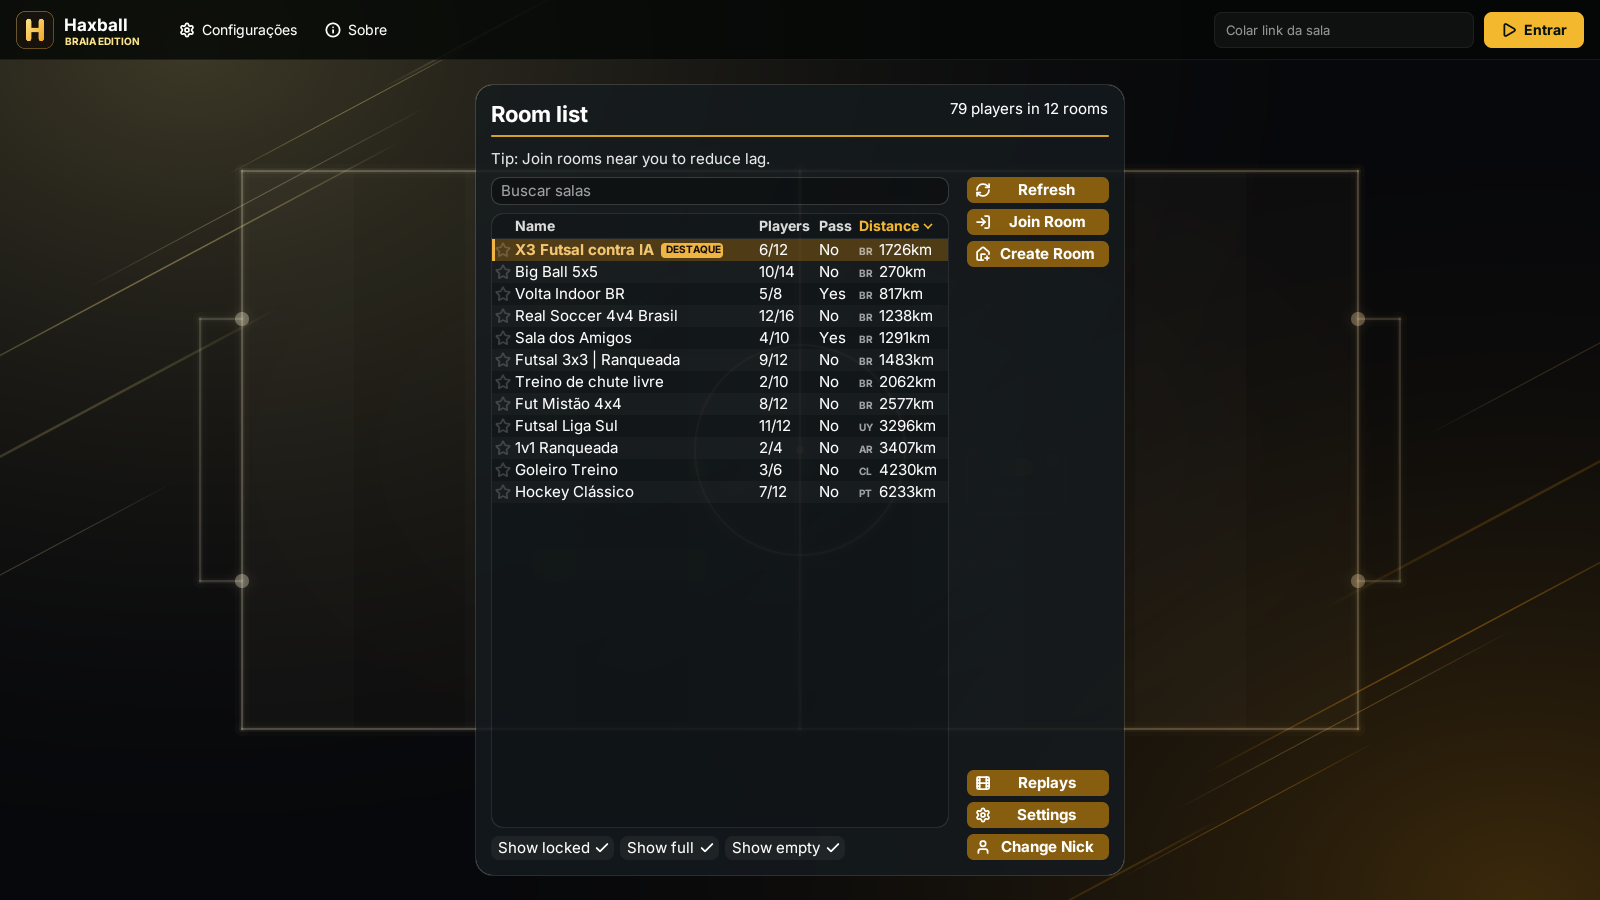 Haxball
BRAIA EDITION
Configurações
Sobre
Colar link da sala
Entrar
Room list
79 players in 12 rooms
Tip: Join rooms near you to reduce lag.
Buscar salas
Refresh
Join Room
Create Room
Name Players Pass Distance
X3 Futsal contra IA DESTAQUE 6/12 No BR 1726km
Big Ball 5x5 10/14 No BR 270km
Volta Indoor BR 5/8 Yes BR 817km
Real Soccer 4v4 Brasil 12/16 No BR 1238km
Sala dos Amigos 4/10 Yes BR 1291km
Futsal 3x3 | Ranqueada 9/12 No BR 1483km
Treino de chute livre 2/10 No BR 2062km
Fut Mistão 4x4 8/12 No BR 2577km
Futsal Liga Sul 11/12 No UY 3296km
1v1 Ranqueada 2/4 No AR 3407km
Goleiro Treino 3/6 No CL 4230km
Hockey Clássico 7/12 No PT 6233km
Replays
Settings
Change Nick
Show locked
Show full
Show empty